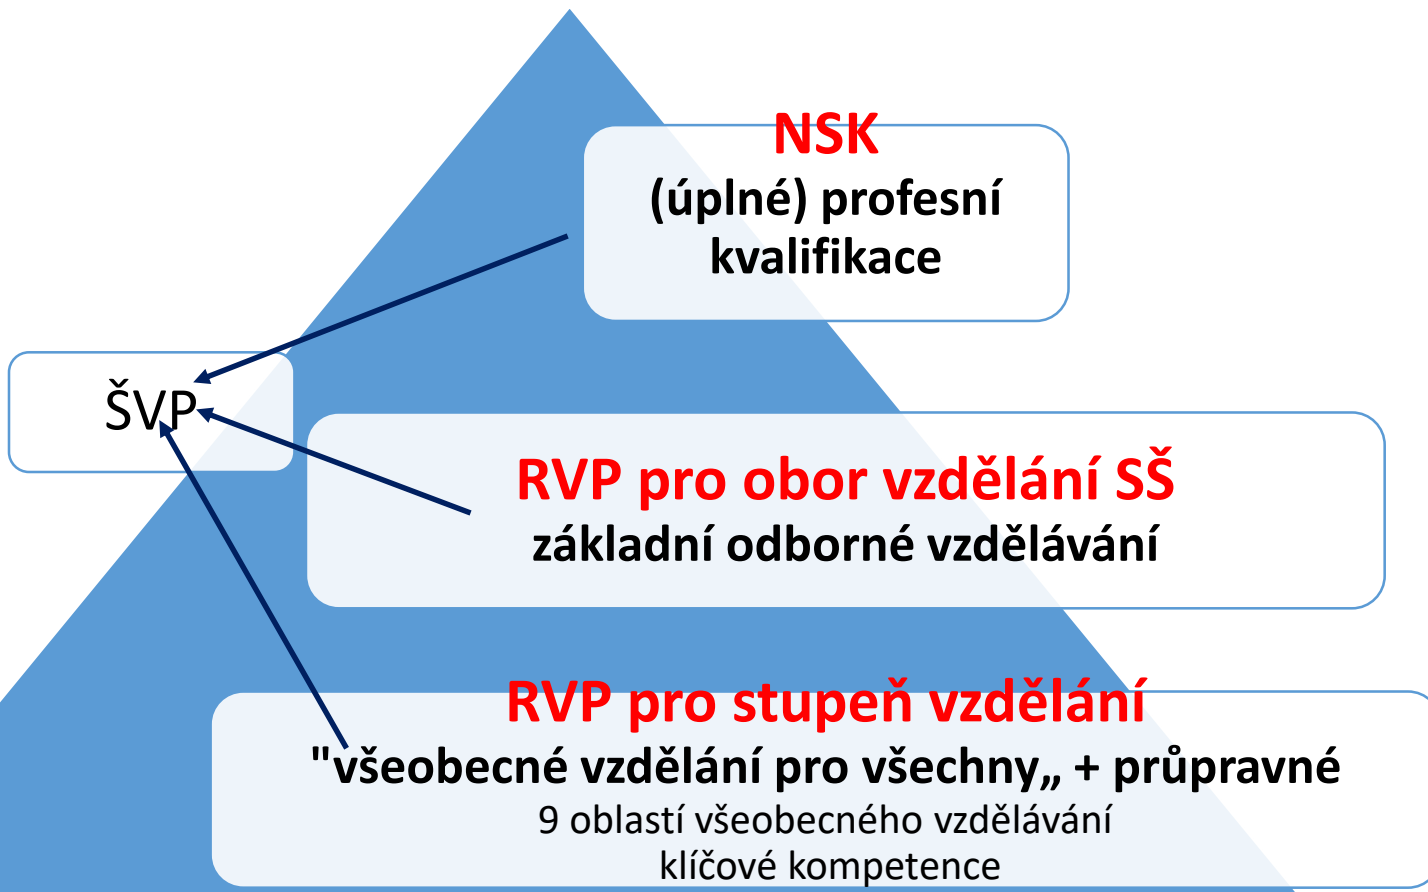 NSK
(úplné) profesní
kvalifikace
ŠVP
RVP pro obor vzdělání SŠ
základní odborné vzdělávání
RVP pro stupeň vzdělání
"všeobecné vzdělání pro všechny„ + průpravné
9 oblastí všeobecného vzdělávání
klíčové kompetence